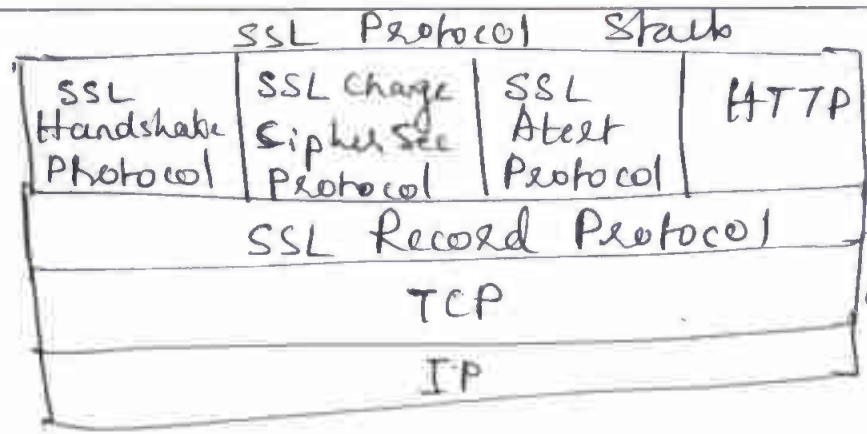 SSL Protocol Stack
SSL
Handshake
Protocol
SSL Change
Cipher Sec
Protocol
SSL
Alert
Protocol
HTTP
SSL Record Protocol
TCP
IP